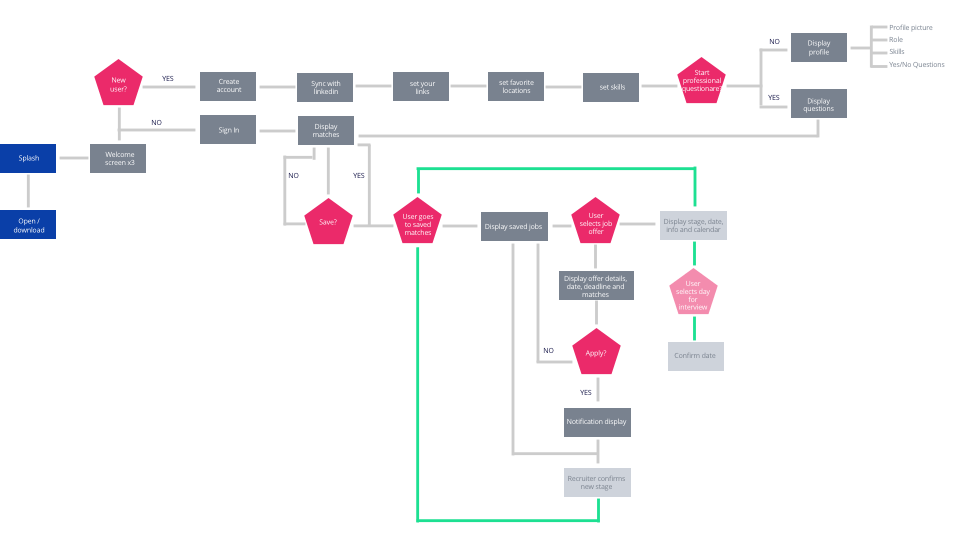 Profile picture
Role
Skills
Yes/No Questions
NO
Display
profile
Start
professional
questionare?
YES
Display
questions
New
user?
YES
Create
account
Sync with
linkedin
set your
links
set favorite
locations
set skills
NO
Sign In
Display
matches
Splash
Welcome
screen x3
NO
YES
Open /
download
Save?
User goes
to saved
matches
Display saved jobs
User
selects job
offer
Display stage, date,
info and calendar
Display offer details,
date, deadline and
matches
User
selects day
for
interview
NO
Apply?
Confirm date
YES
Notification display
Recruiter confirms
new stage